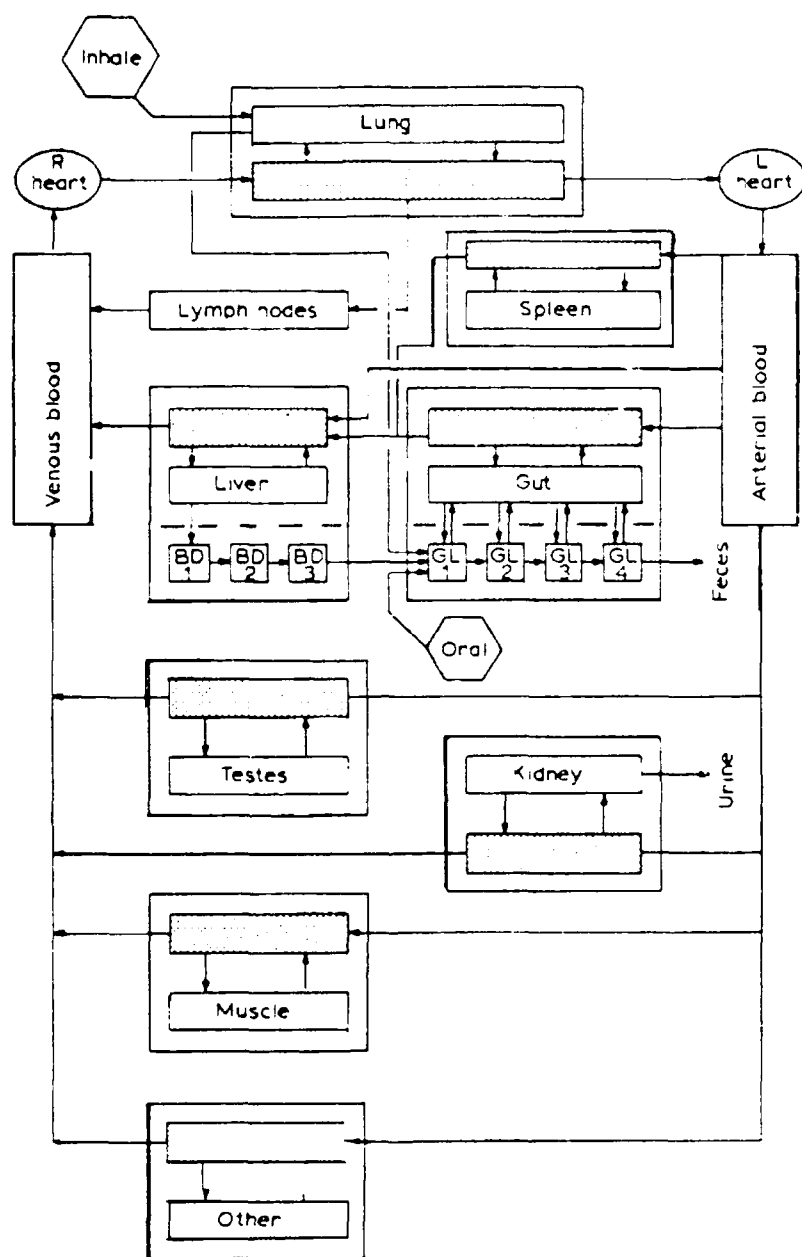 Inhale
Lung
R
heart
L
heart
Lymph nodes
Spleen
Venous blood
Arterial blood
Liver
Gut
BD
1
BD
2
BD
3
GL
1
GL
2
GL
3
GL
4
Feces
Oral
Testes
Kidney
Urine
Muscle
Other